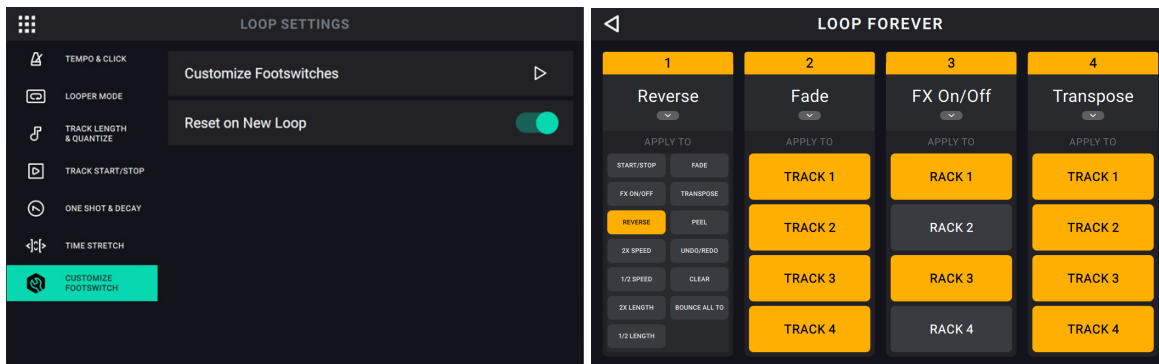 LOOP SETTINGS
TEMPO & CLICK
LOOPER MODE
TRACK LENGTH
& QUANTIZE
TRACK START/STOP
ONE SHOT & DECAY
TIME STRETCH
CUSTOMIZE
FOOTSWITCH
Customize Footswitches
Reset on New Loop
LOOP FOREVER
1
Reverse
APPLY TO
START/STOP FADE
FX ON/OFF TRANSPOSE
REVERSE PEEL
2X SPEED UNDO/REDO
1/2 SPEED CLEAR
2X LENGTH BOUNCE ALL TO
1/2 LENGTH
2
Fade
APPLY TO
TRACK 1
TRACK 2
TRACK 3
TRACK 4
3
FX On/Off
APPLY TO
RACK 1
RACK 2
RACK 3
RACK 4
4
Transpose
APPLY TO
TRACK 1
TRACK 2
TRACK 3
TRACK 4